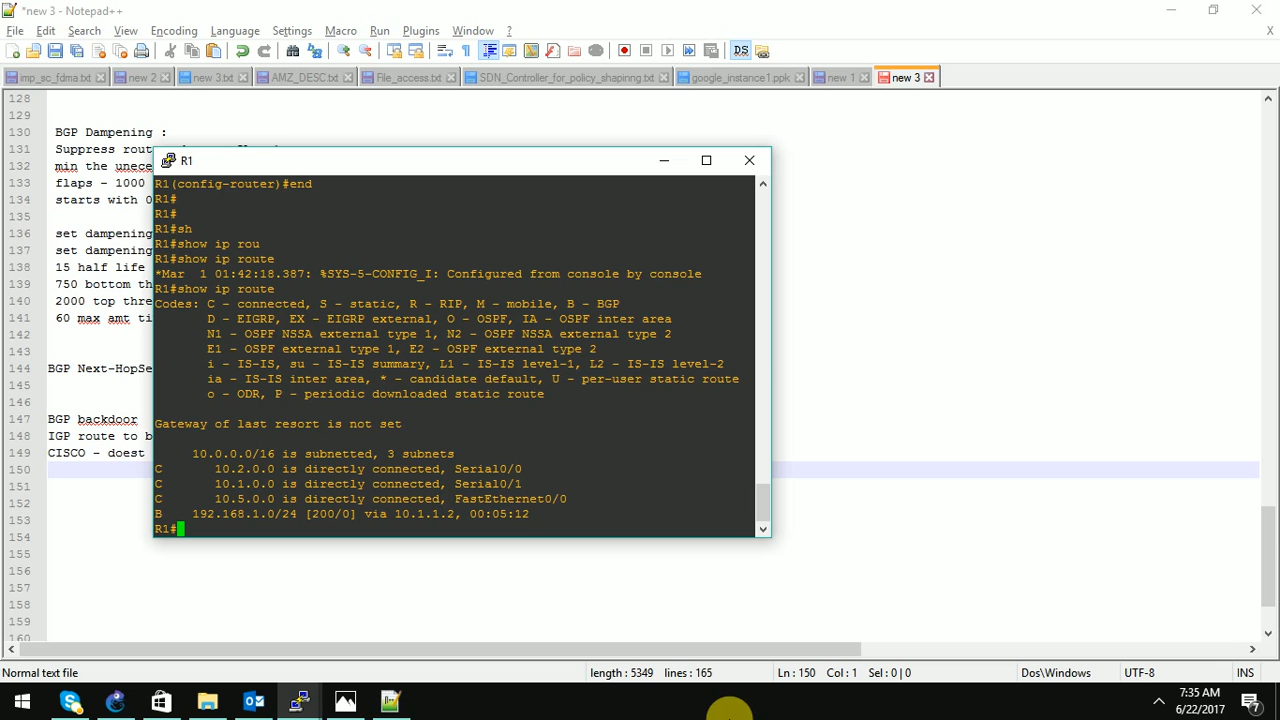 *new 3 - Notepad++
File Edit Search View Encoding Language Settings Macro Run Plugins Window ? X
imp_sc_fdma.txt new 2 new 3.txt AMZ_DESC.txt File_access.txt SDN_Controller_for_policy_shapinng.txt google_instance1.ppk new 1 new 3
128
129
130 BGP Dampening :
131 Suppress rout
132 min the unece
133 flaps - 1000
134 starts with 0
135
136 set dampening
137 set dampening
138 15 half life
139 750 bottom th
140 2000 top thre
141 60 max amt ti
142
143
144 BGP Next-HopSe
145
146
147 BGP backdoor
148 IGP route to b
149 CISCO - doest
150
151
152
153
154
155
156
157
158
159
160
R1
R1(config-router)#end
R1#
R1#
R1#sh
R1#show ip rou
R1#show ip route
*Mar  1 01:42:18.387: %SYS-5-CONFIG_I: Configured from console by console
R1#show ip route
Codes: C - connected, S - static, R - RIP, M - mobile, B - BGP
D - EIGRP, EX - EIGRP external, O - OSPF, IA - OSPF inter area
N1 - OSPF NSSA external type 1, N2 - OSPF NSSA external type 2
E1 - OSPF external type 1, E2 - OSPF external type 2
i - IS-IS, su - IS-IS summary, L1 - IS-IS level-1, L2 - IS-IS level-2
ia - IS-IS inter area, * - candidate default, U - per-user static route
o - ODR, P - periodic downloaded static route
Gateway of last resort is not set
10.0.0.0/16 is subnetted, 3 subnets
C 10.2.0.0 is directly connected, Serial0/0
C 10.1.0.0 is directly connected, Serial0/1
C 10.5.0.0 is directly connected, FastEthernet0/0
B 192.168.1.0/24 [200/0] via 10.1.1.2, 00:05:12
R1#
Normal text file length : 5349 lines : 165 Ln : 150 Col : 1 Sel : 0 | 0 Dos\Windows UTF-8 INS
7:35 AM
6/22/2017
7